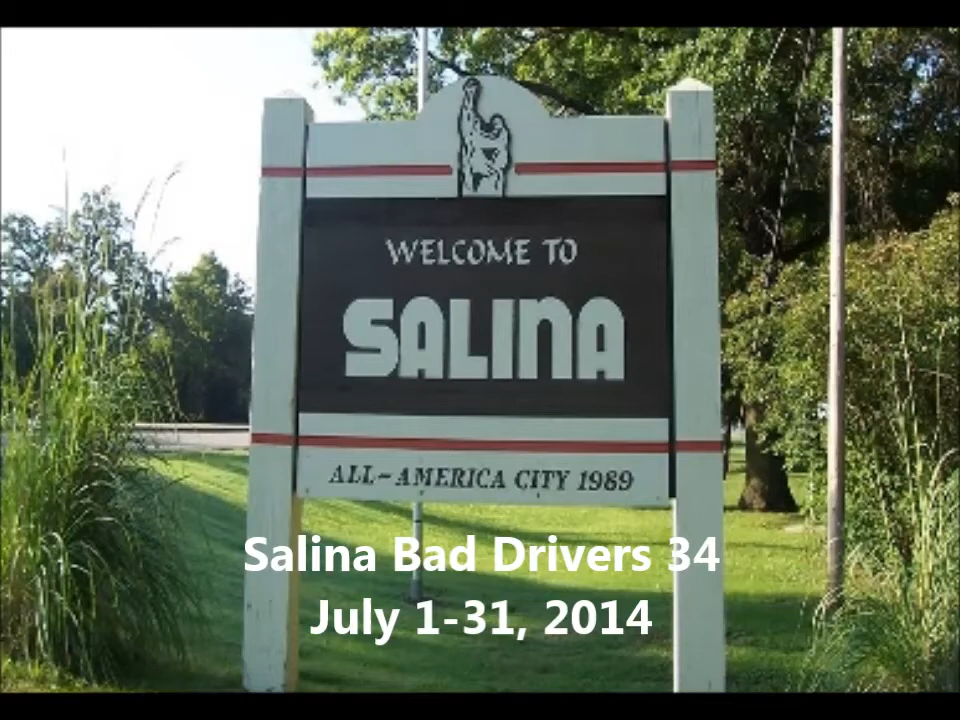 WELCOME TO
SALINA
ALL-AMERICA CITY 1989
Salina Bad Drivers 34
July 1-31, 2014